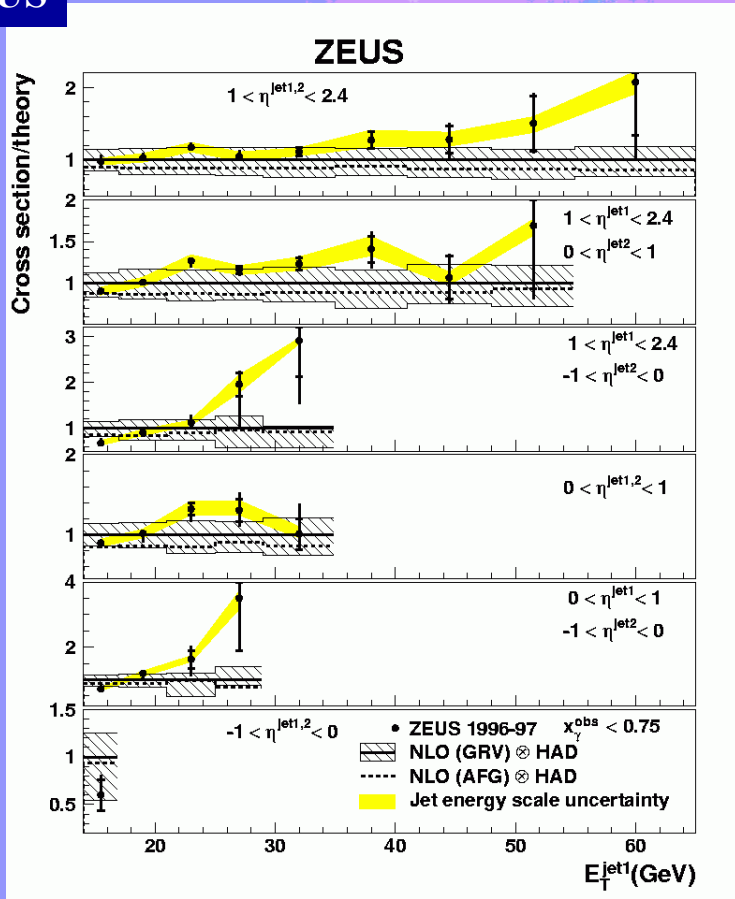 ZEUS
Cross section/theory
2
1
1 < η^jet1,2 < 2.4
2
1.5
1
1 < η^jet1 < 2.4
0 < η^jet2 < 1
3
2
1
1 < η^jet1 < 2.4
-1 < η^jet2 < 0
2
1
0 < η^jet1,2 < 1
4
2
0 < η^jet1 < 1
-1 < η^jet2 < 0
1.5
1
0.5
-1 < η^jet1,2 < 0
ZEUS 1996-97 x_γ^obs < 0.75
NLO (GRV) ⊗ HAD
NLO (AFG) ⊗ HAD
Jet energy scale uncertainty
20 30 40 50 60
E_T^jet1(GeV)